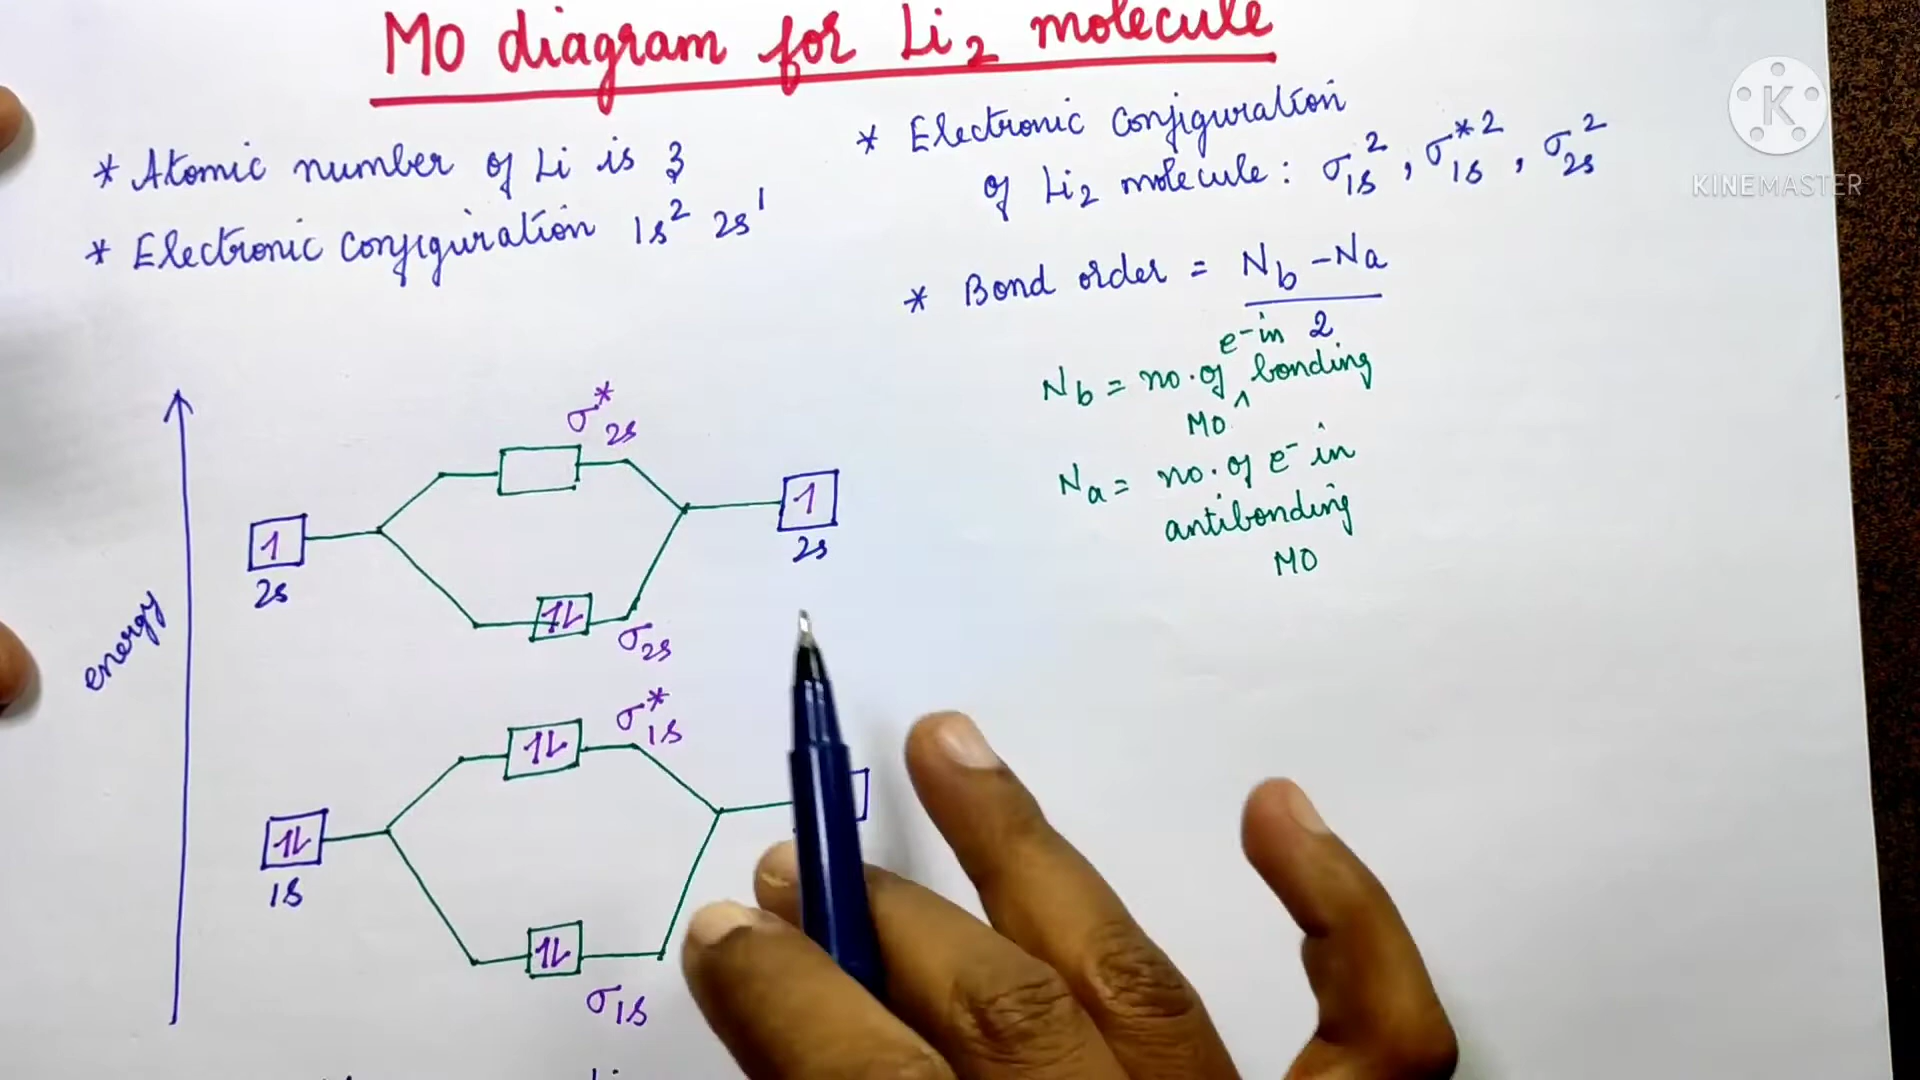 MO diagram for Li₂ molecule
* Atomic number of Li is 3
* Electronic configuration 1s² 2s¹
* Electronic configuration
of Li₂ molecule: σ1s², σ*1s², σ2s²
* Bond order = Nb - Na
2
Nb = no. of e⁻ in bonding
MO
Na = no. of e⁻ in
antibonding
MO
energy
σ*2s
1
2s
1
2s
1L
σ2s
σ*1s
1L
1L
1s
1L
σ1s
K
KINEMASTER